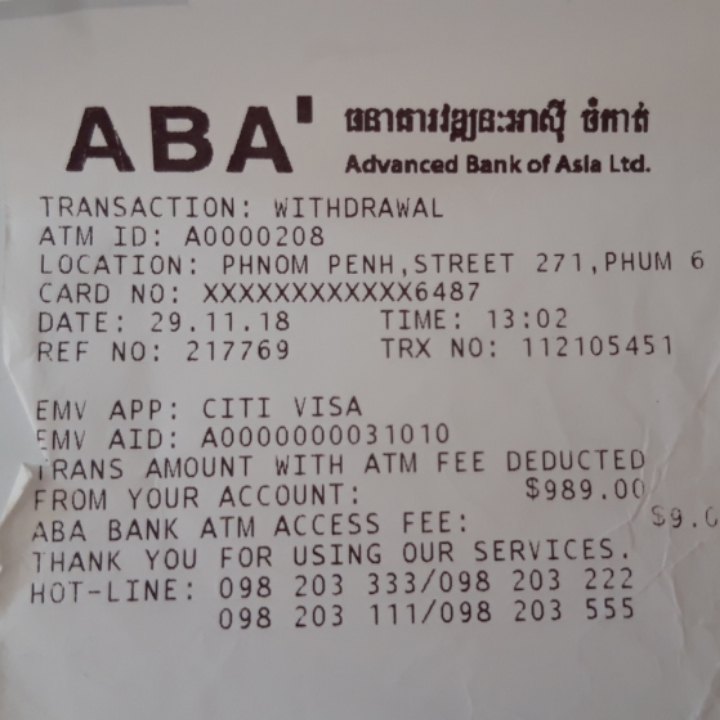 ABA'
ធនាគារវឌ្ឍនៈអាស៊ី ចំកាត់
Advanced Bank of Asia Ltd.
TRANSACTION: WITHDRAWAL
ATM ID: A0000208
LOCATION: PHNOM PENH,STREET 271,PHUM 6
CARD NO: XXXXXXXXXXXX6487
DATE: 29.11.18 TIME: 13:02
REF NO: 217769 TRX NO: 112105451
EMV APP: CITI VISA
EMV AID: A0000000031010
TRANS AMOUNT WITH ATM FEE DEDUCTED
FROM YOUR ACCOUNT: $989.00
ABA BANK ATM ACCESS FEE: $9.0
THANK YOU FOR USING OUR SERVICES.
HOT-LINE: 098 203 333/098 203 222
098 203 111/098 203 555